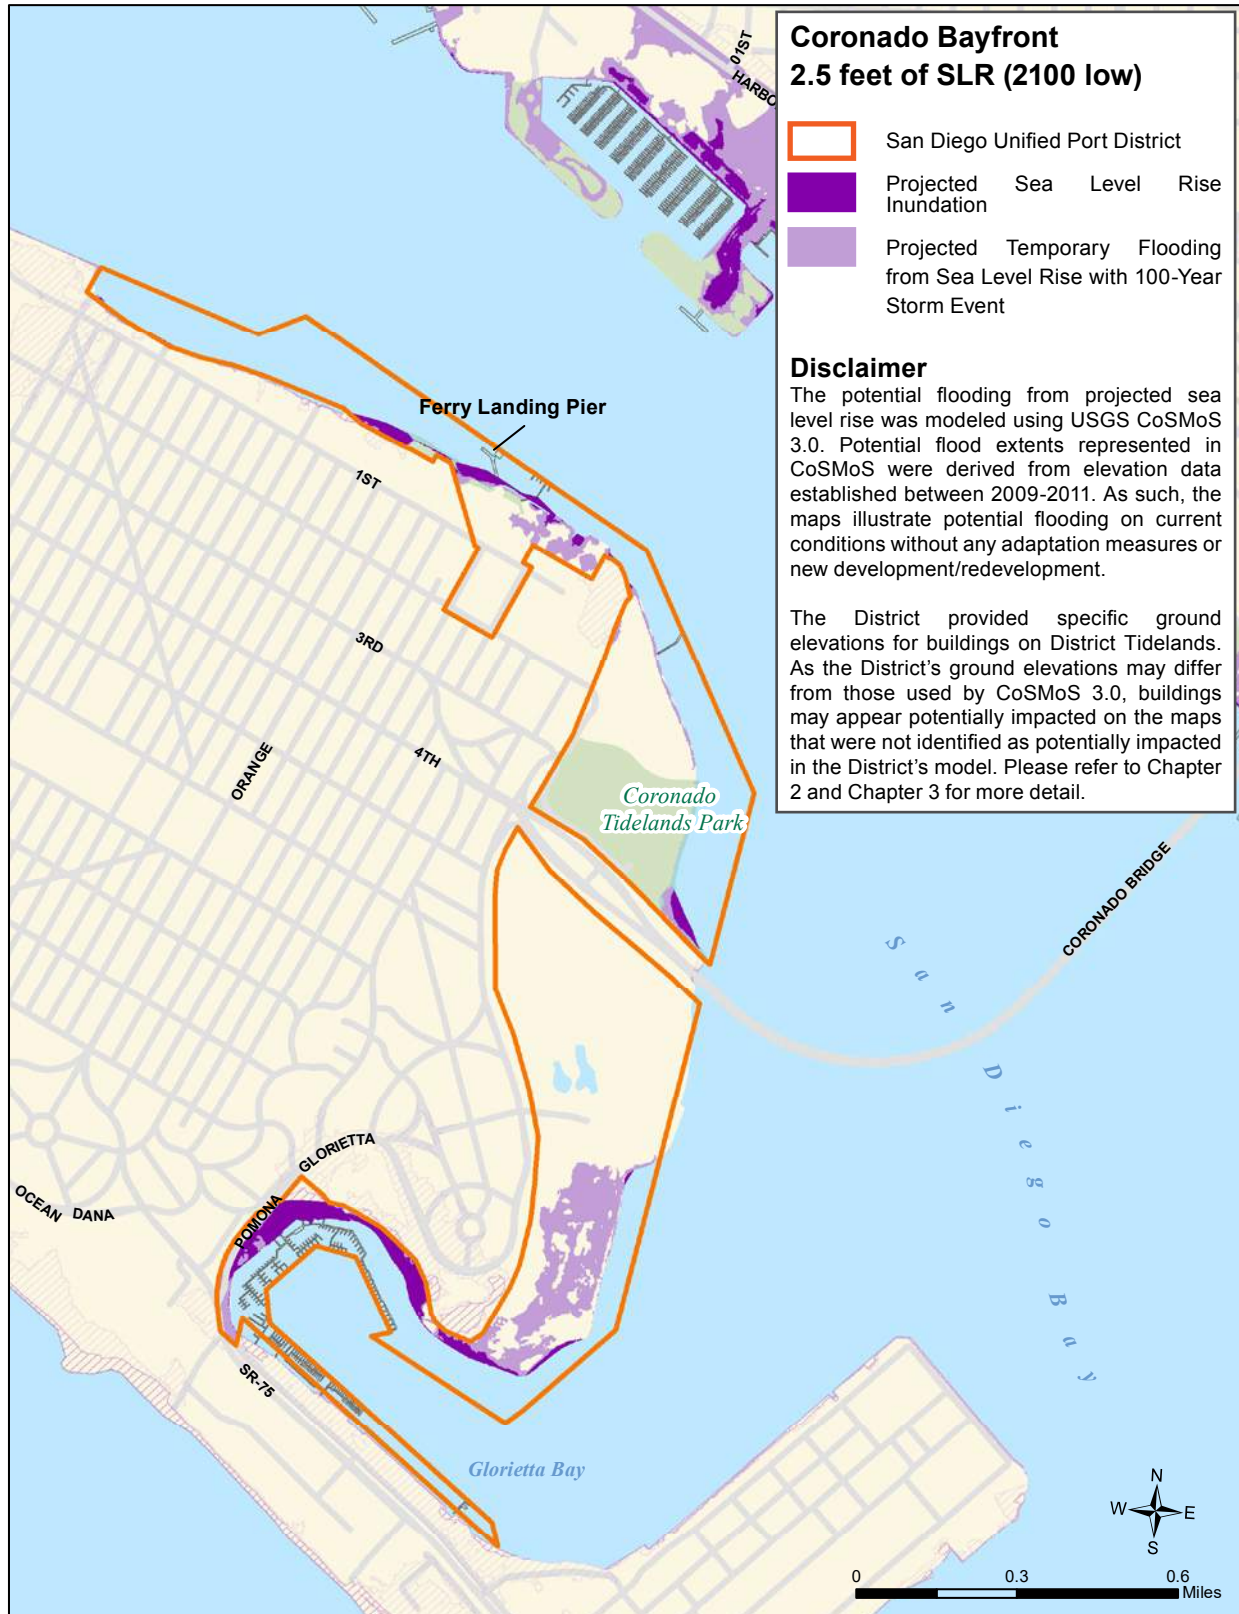 Coronado Bayfront
2.5 feet of SLR (2100 low)
San Diego Unified Port District
Projected Sea Level Rise
Inundation
Projected Temporary Flooding
from Sea Level Rise with 100-Year
Storm Event
Disclaimer
The potential flooding from projected sea
level rise was modeled using USGS CoSMoS
3.0. Potential flood extents represented in
CoSMoS were derived from elevation data
established between 2009-2011. As such, the
maps illustrate potential flooding on current
conditions without any adaptation measures or
new development/redevelopment.
The District provided specific ground
elevations for buildings on District Tidelands.
As the District's ground elevations may differ
from those used by CoSMoS 3.0, buildings
may appear potentially impacted on the maps
that were not identified as potentially impacted
in the District's model. Please refer to Chapter
2 and Chapter 3 for more detail.
01ST
Ferry Landing Pier
1ST
3RD
4TH
ORANGE
Coronado
Tidelands Park
CORONADO BRIDGE
San Diego Bay
GLORIETTA
POMONA
OCEAN
DANA
SR-75
Glorietta Bay
N
W
E
S
0
0.3
0.6
Miles